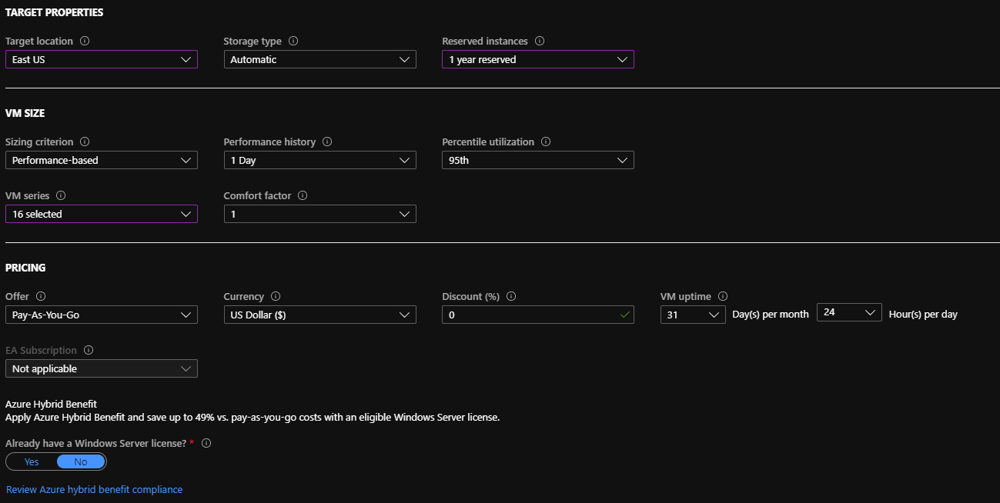 TARGET PROPERTIES
Target location Storage type Reserved instances
East US Automatic 1 year reserved
VM SIZE
Sizing criterion Performance history Percentile utilization
Performance-based 1 Day 95th
VM series Comfort factor
16 selected 1
PRICING
Offer Currency Discount (%) VM uptime
Pay-As-You-Go US Dollar ($) 0 31 Day(s) per month 24 Hour(s) per day
EA Subscription
Not applicable
Azure Hybrid Benefit
Apply Azure Hybrid Benefit and save up to 49% vs. pay-as-you-go costs with an eligible Windows Server license.
Already have a Windows Server license? *
Yes No
Review Azure hybrid benefit compliance